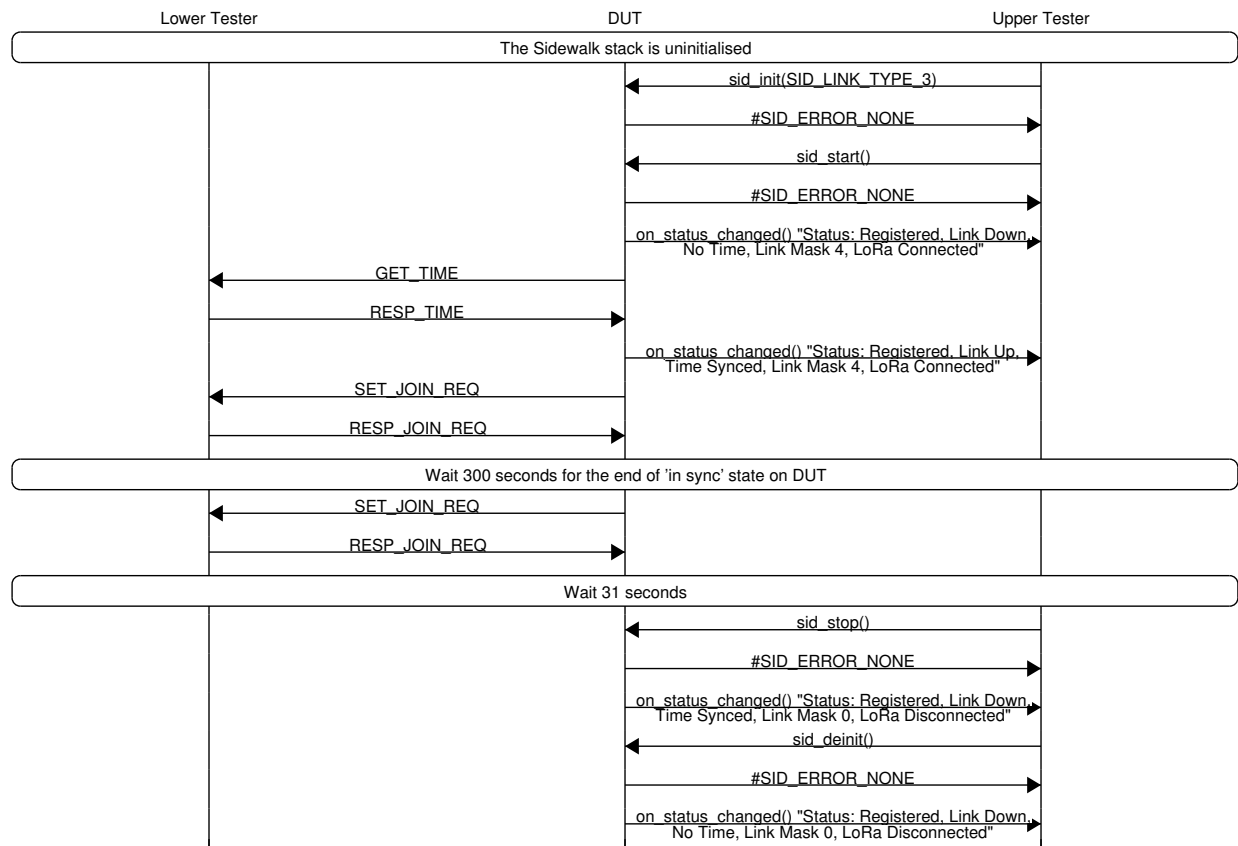 Lower Tester
DUT
Upper Tester
The Sidewalk stack is uninitialised
sid_init(SID_LINK_TYPE_3)
#SID_ERROR_NONE
sid_start()
#SID_ERROR_NONE
on_status_changed() "Status: Registered, Link Down,
No Time, Link Mask 4, LoRa Connected"
GET_TIME
RESP_TIME
on_status_changed() "Status: Registered, Link Up,
Time Synced, Link Mask 4, LoRa Connected"
SET_JOIN_REQ
RESP_JOIN_REQ
Wait 300 seconds for the end of 'in sync' state on DUT
SET_JOIN_REQ
RESP_JOIN_REQ
Wait 31 seconds
sid_stop()
#SID_ERROR_NONE
on_status_changed() "Status: Registered, Link Down,
Time Synced, Link Mask 0, LoRa Disconnected"
sid_deinit()
#SID_ERROR_NONE
on_status_changed() "Status: Registered, Link Down,
No Time, Link Mask 0, LoRa Disconnected"